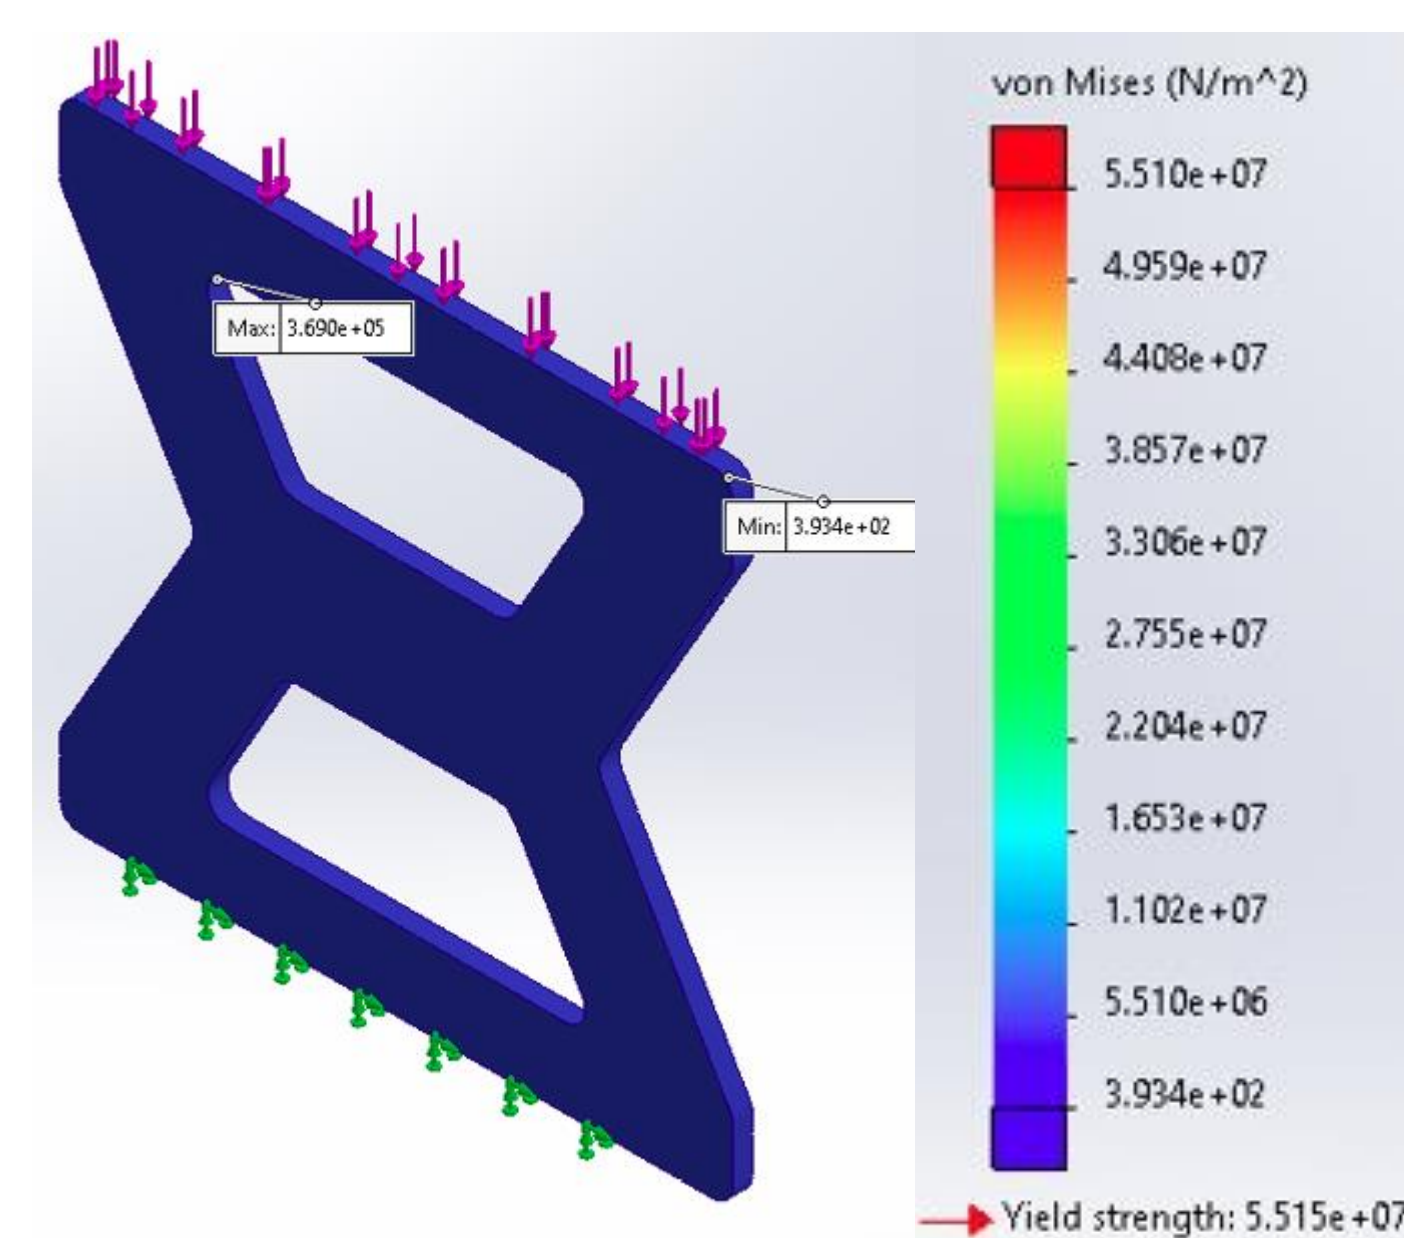 von Mises (N/m^2)
5.510e+07
4.959e+07
4.408e+07
3.857e+07
3.306e+07
2.755e+07
2.204e+07
1.653e+07
1.102e+07
5.510e+06
3.934e+02
Yield strength: 5.515e+07
Max: 3.690e+05
Min: 3.934e+02